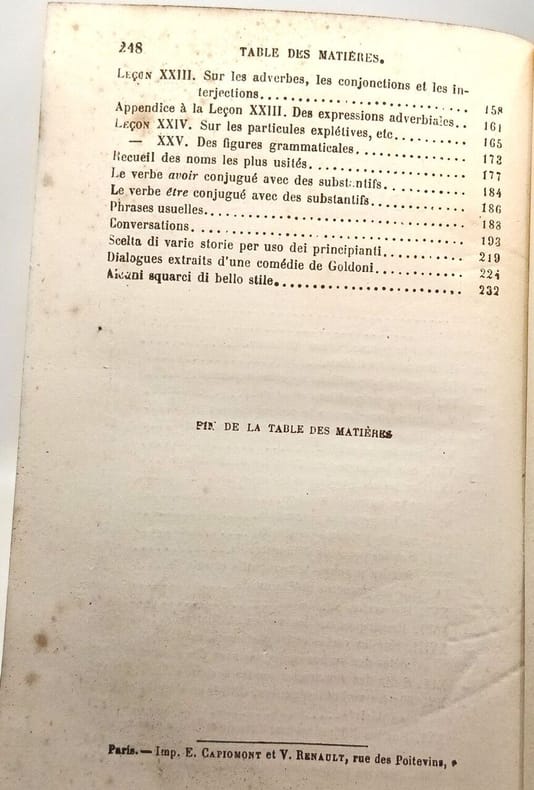 248 TABLE DES MATIÈRES.
LEÇON XXIII. Sur les adverbes, les conjonctions et les in-
terjections........................ 158
Appendice à la Leçon XXIII. Des expressions adverbiales.. 161
LEÇON XXIV. Sur les particules explétives, etc.......... 165
— XXV. Des figures grammaticales................ 173
Recueil des noms les plus usités....................... 177
Le verbe avoir conjugué avec des substantifs............ 184
Le verbe être conjugué avec des substantifs............. 186
Phrases usuelles.................................... 188
Conversations...................................... 193
Scelta di varie storie per uso dei principianti............ 219
Dialogues extraits d'une comédie de Goldoni............ 224
Alcuni squarci di bello stile........................... 232
FIN DE LA TABLE DES MATIÈRES
Paris.— Imp. E. CAPIOMONT et V. RENAULT, rue des Poitevins,